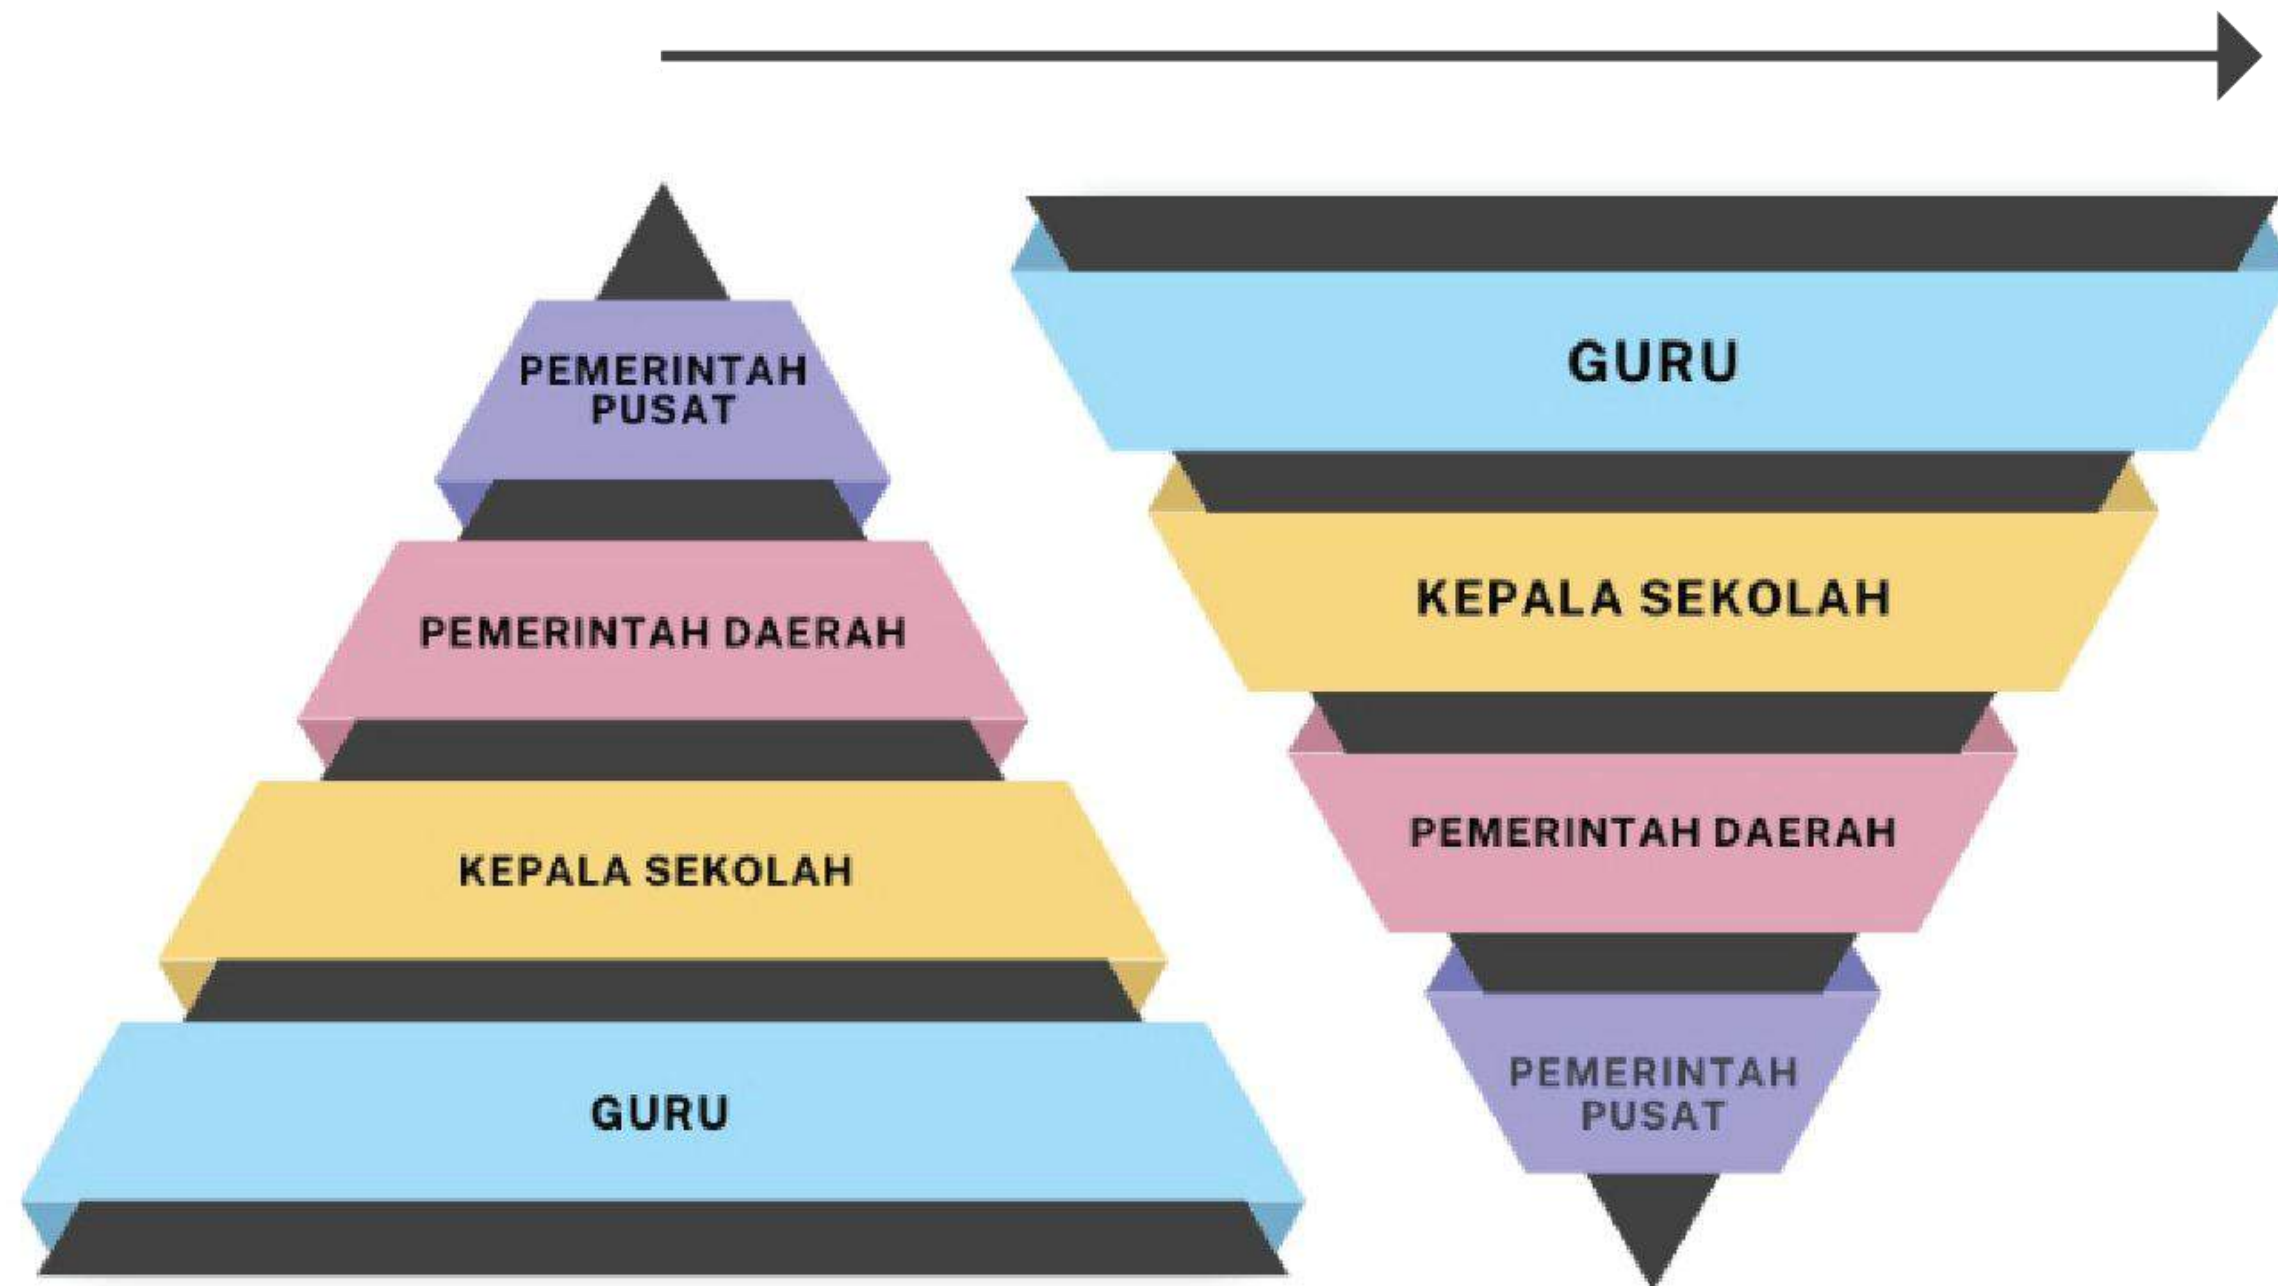 PEMERINTAH
PUSAT
PEMERINTAH DAERAH
KEPALA SEKOLAH
GURU
GURU
KEPALA SEKOLAH
PEMERINTAH DAERAH
PEMERINTAH
PUSAT